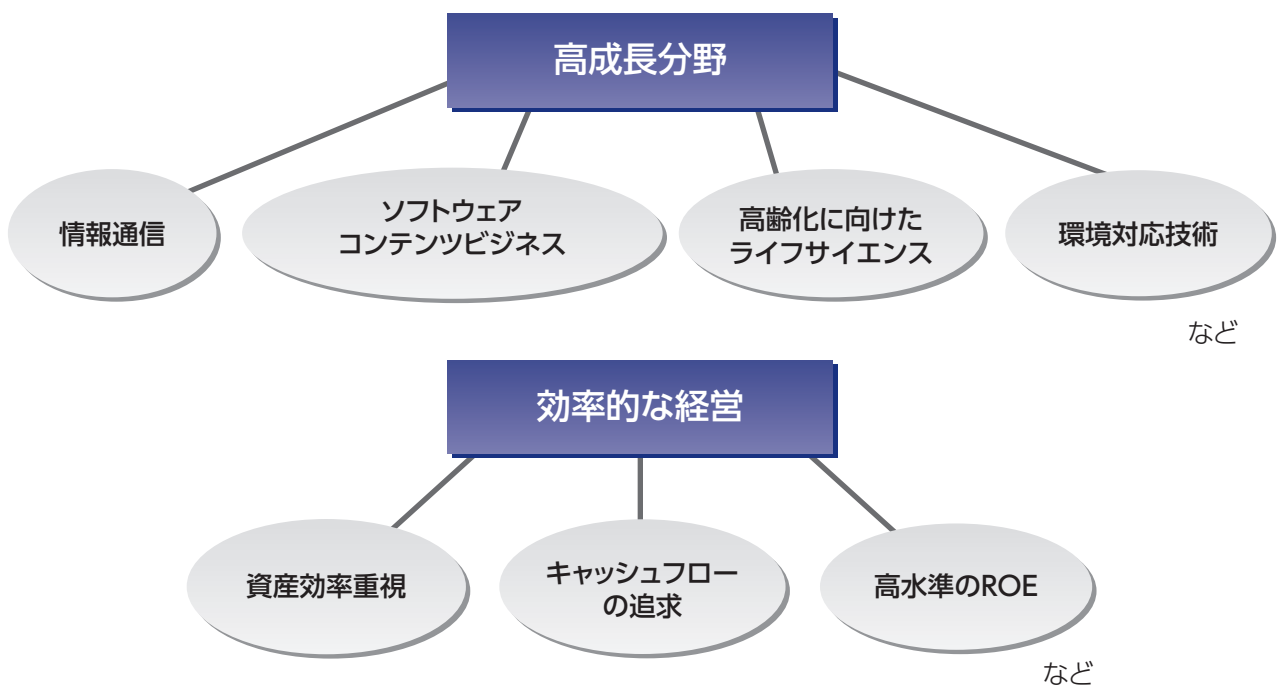 高成長分野
情報通信
ソフトウェア
コンテンツビジネス
高齢化に向けた
ライフサイエンス
環境対応技術
など
効率的な経営
資産効率重視
キャッシュフロー
の追求
高水準のROE
など